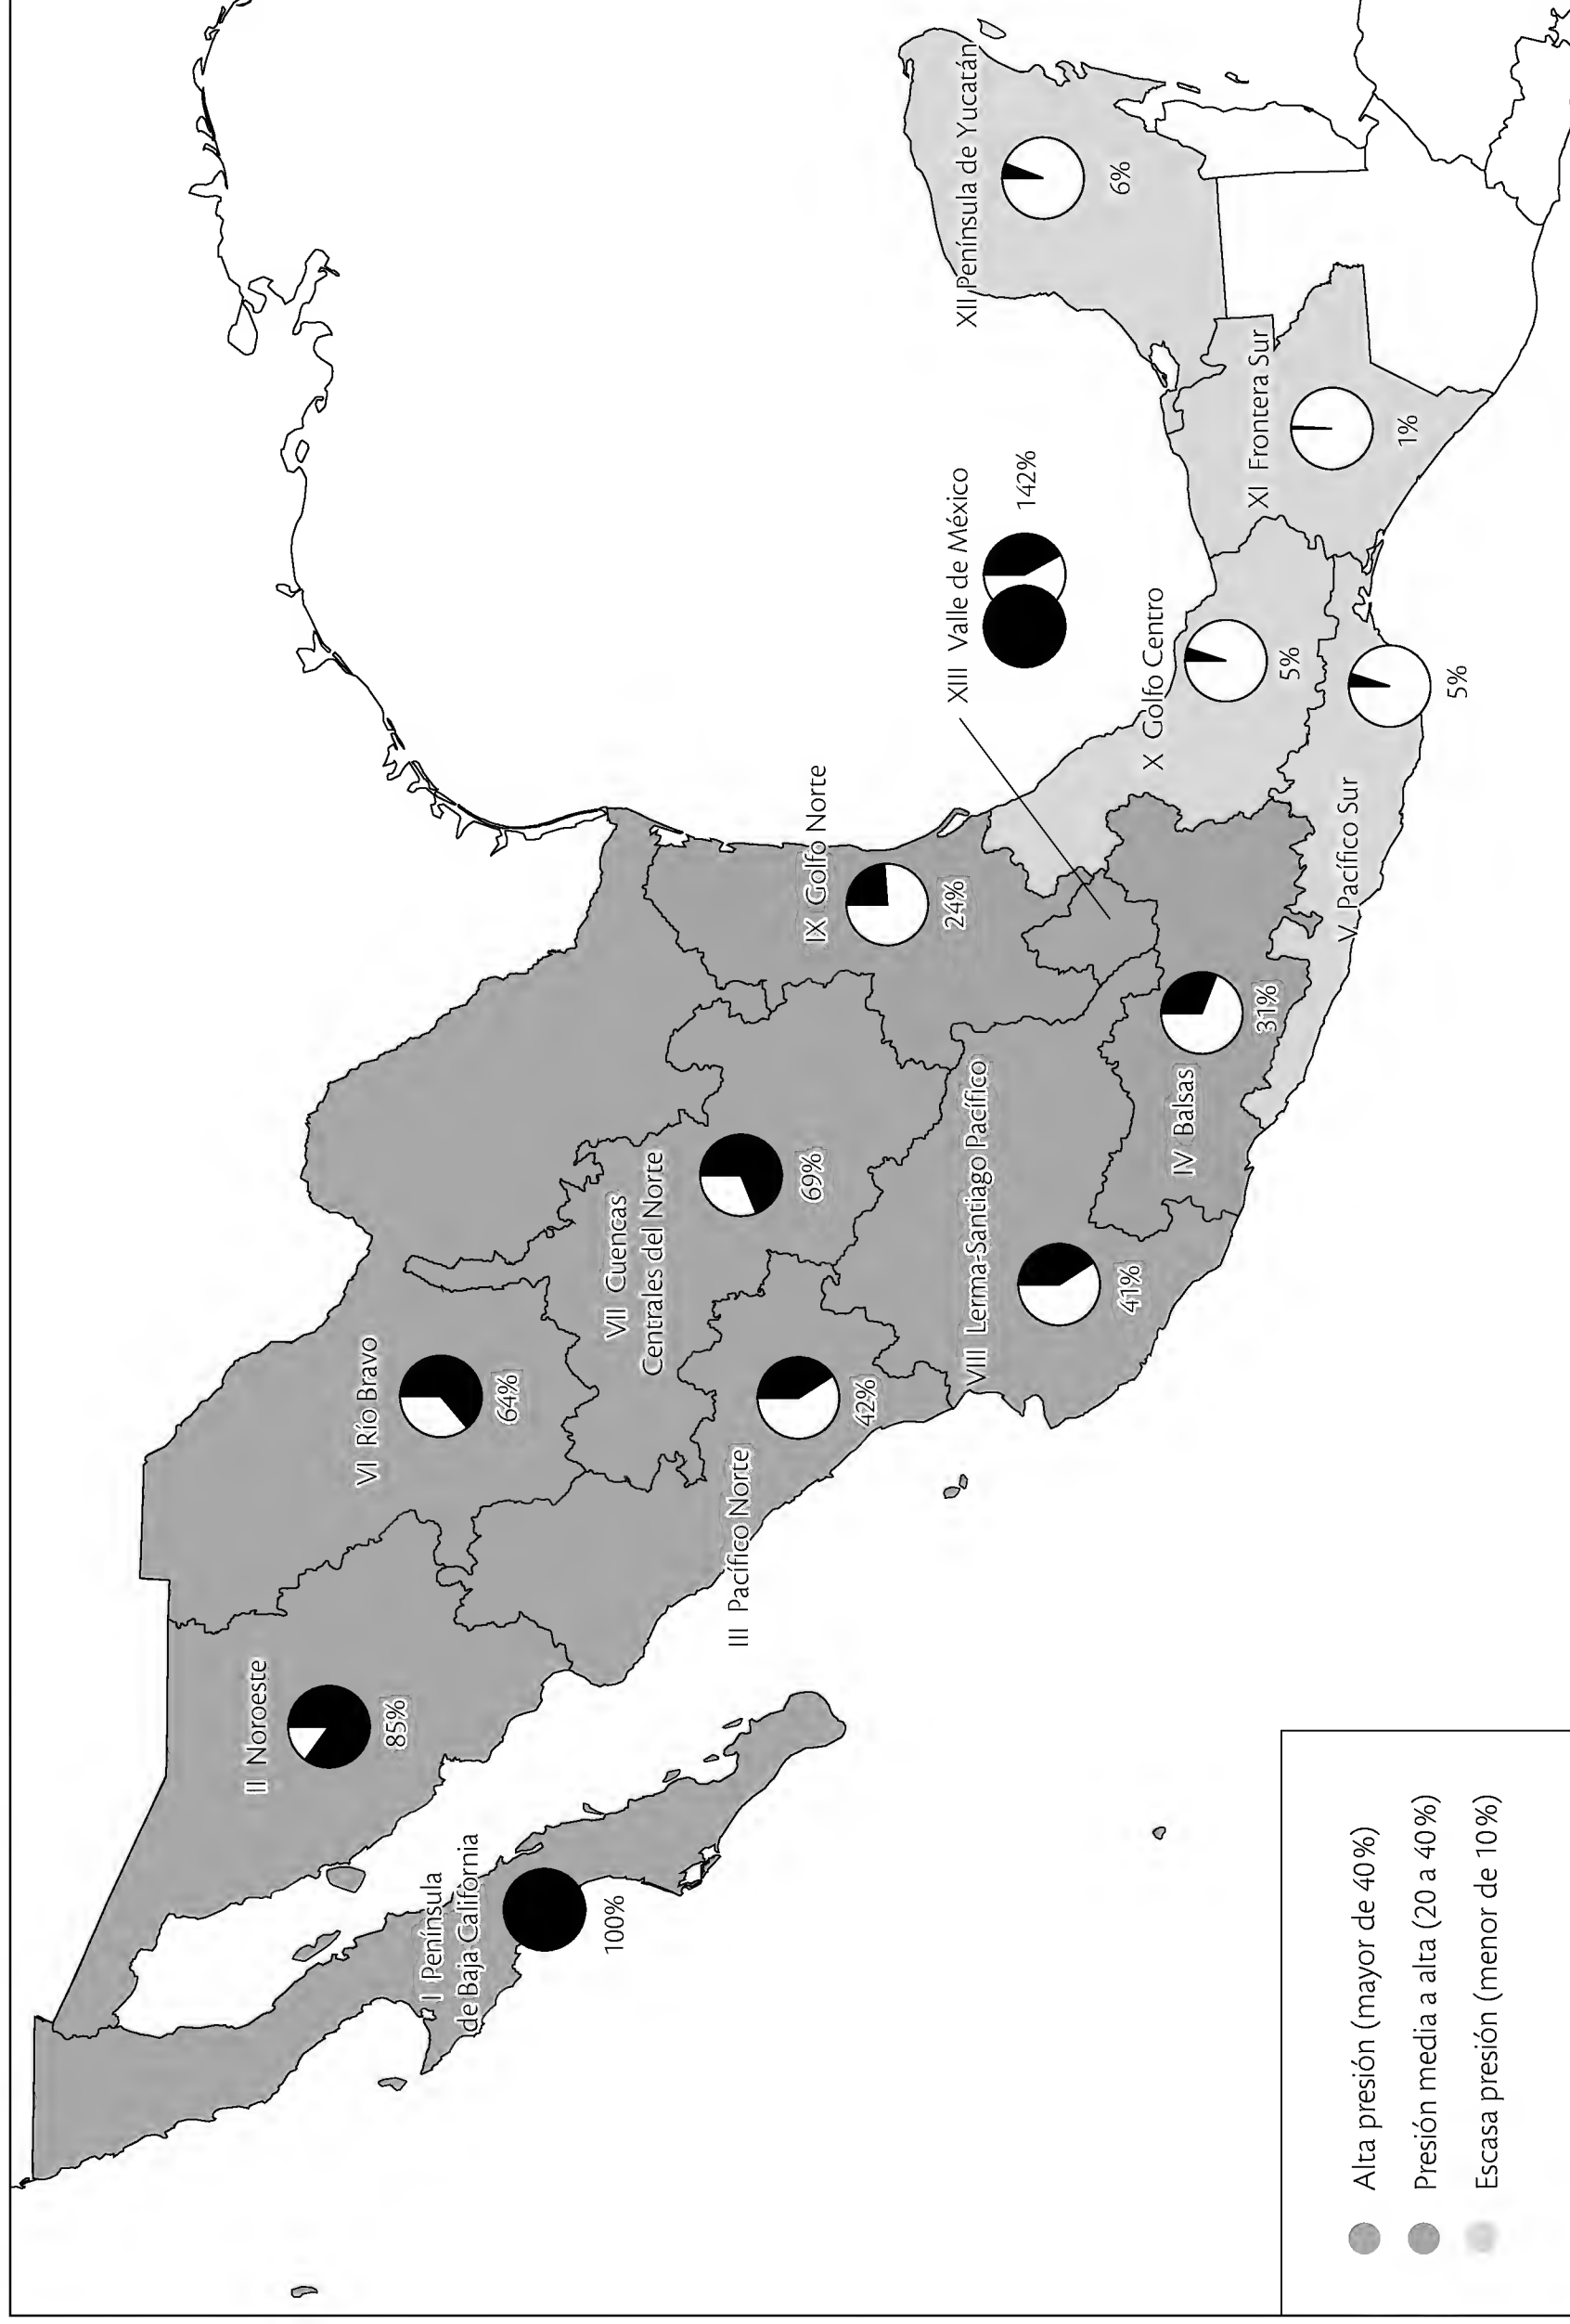 I Península
de Baja California
100%
II Noroeste
85%
VI Río Bravo
64%
III Pacífico Norte
42%
VII Cuencas
Centrales del Norte
69%
VIII Lerma-Santiago Pacífico
41%
IX Golfo Norte
24%
IV Balsas
31%
XIII Valle de México
142%
X Golfo Centro
5%
V Pacífico Sur
5%
XI Frontera Sur
1%
XII Península de Yucatán
6%
Alta presión (mayor de 40%)
Presión media a alta (20 a 40%)
Escasa presión (menor de 10%)